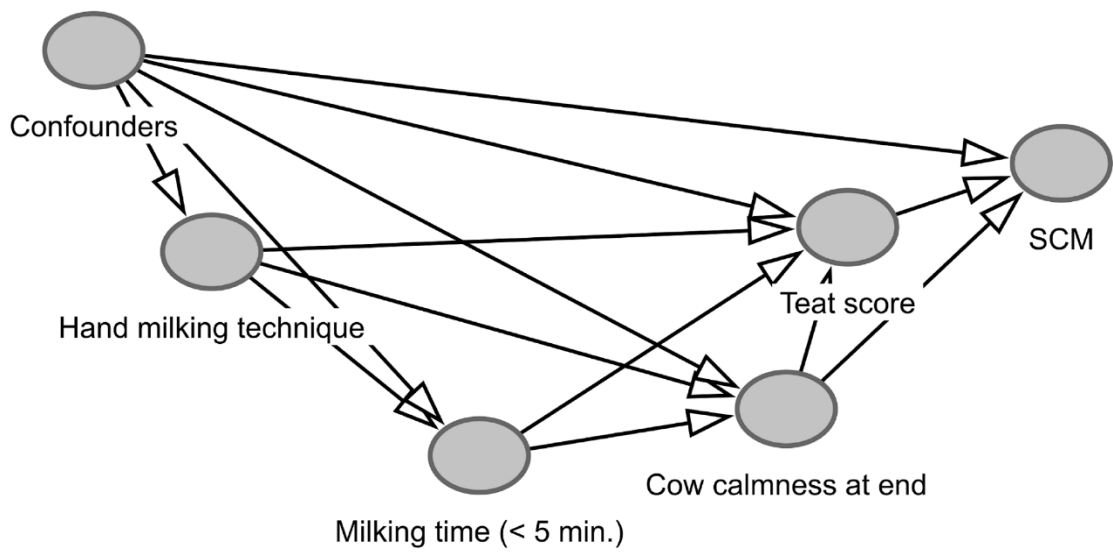 Confounders
SCM
Teat score
Hand milking technique
Cow calmness at end
Milking time (< 5 min.)